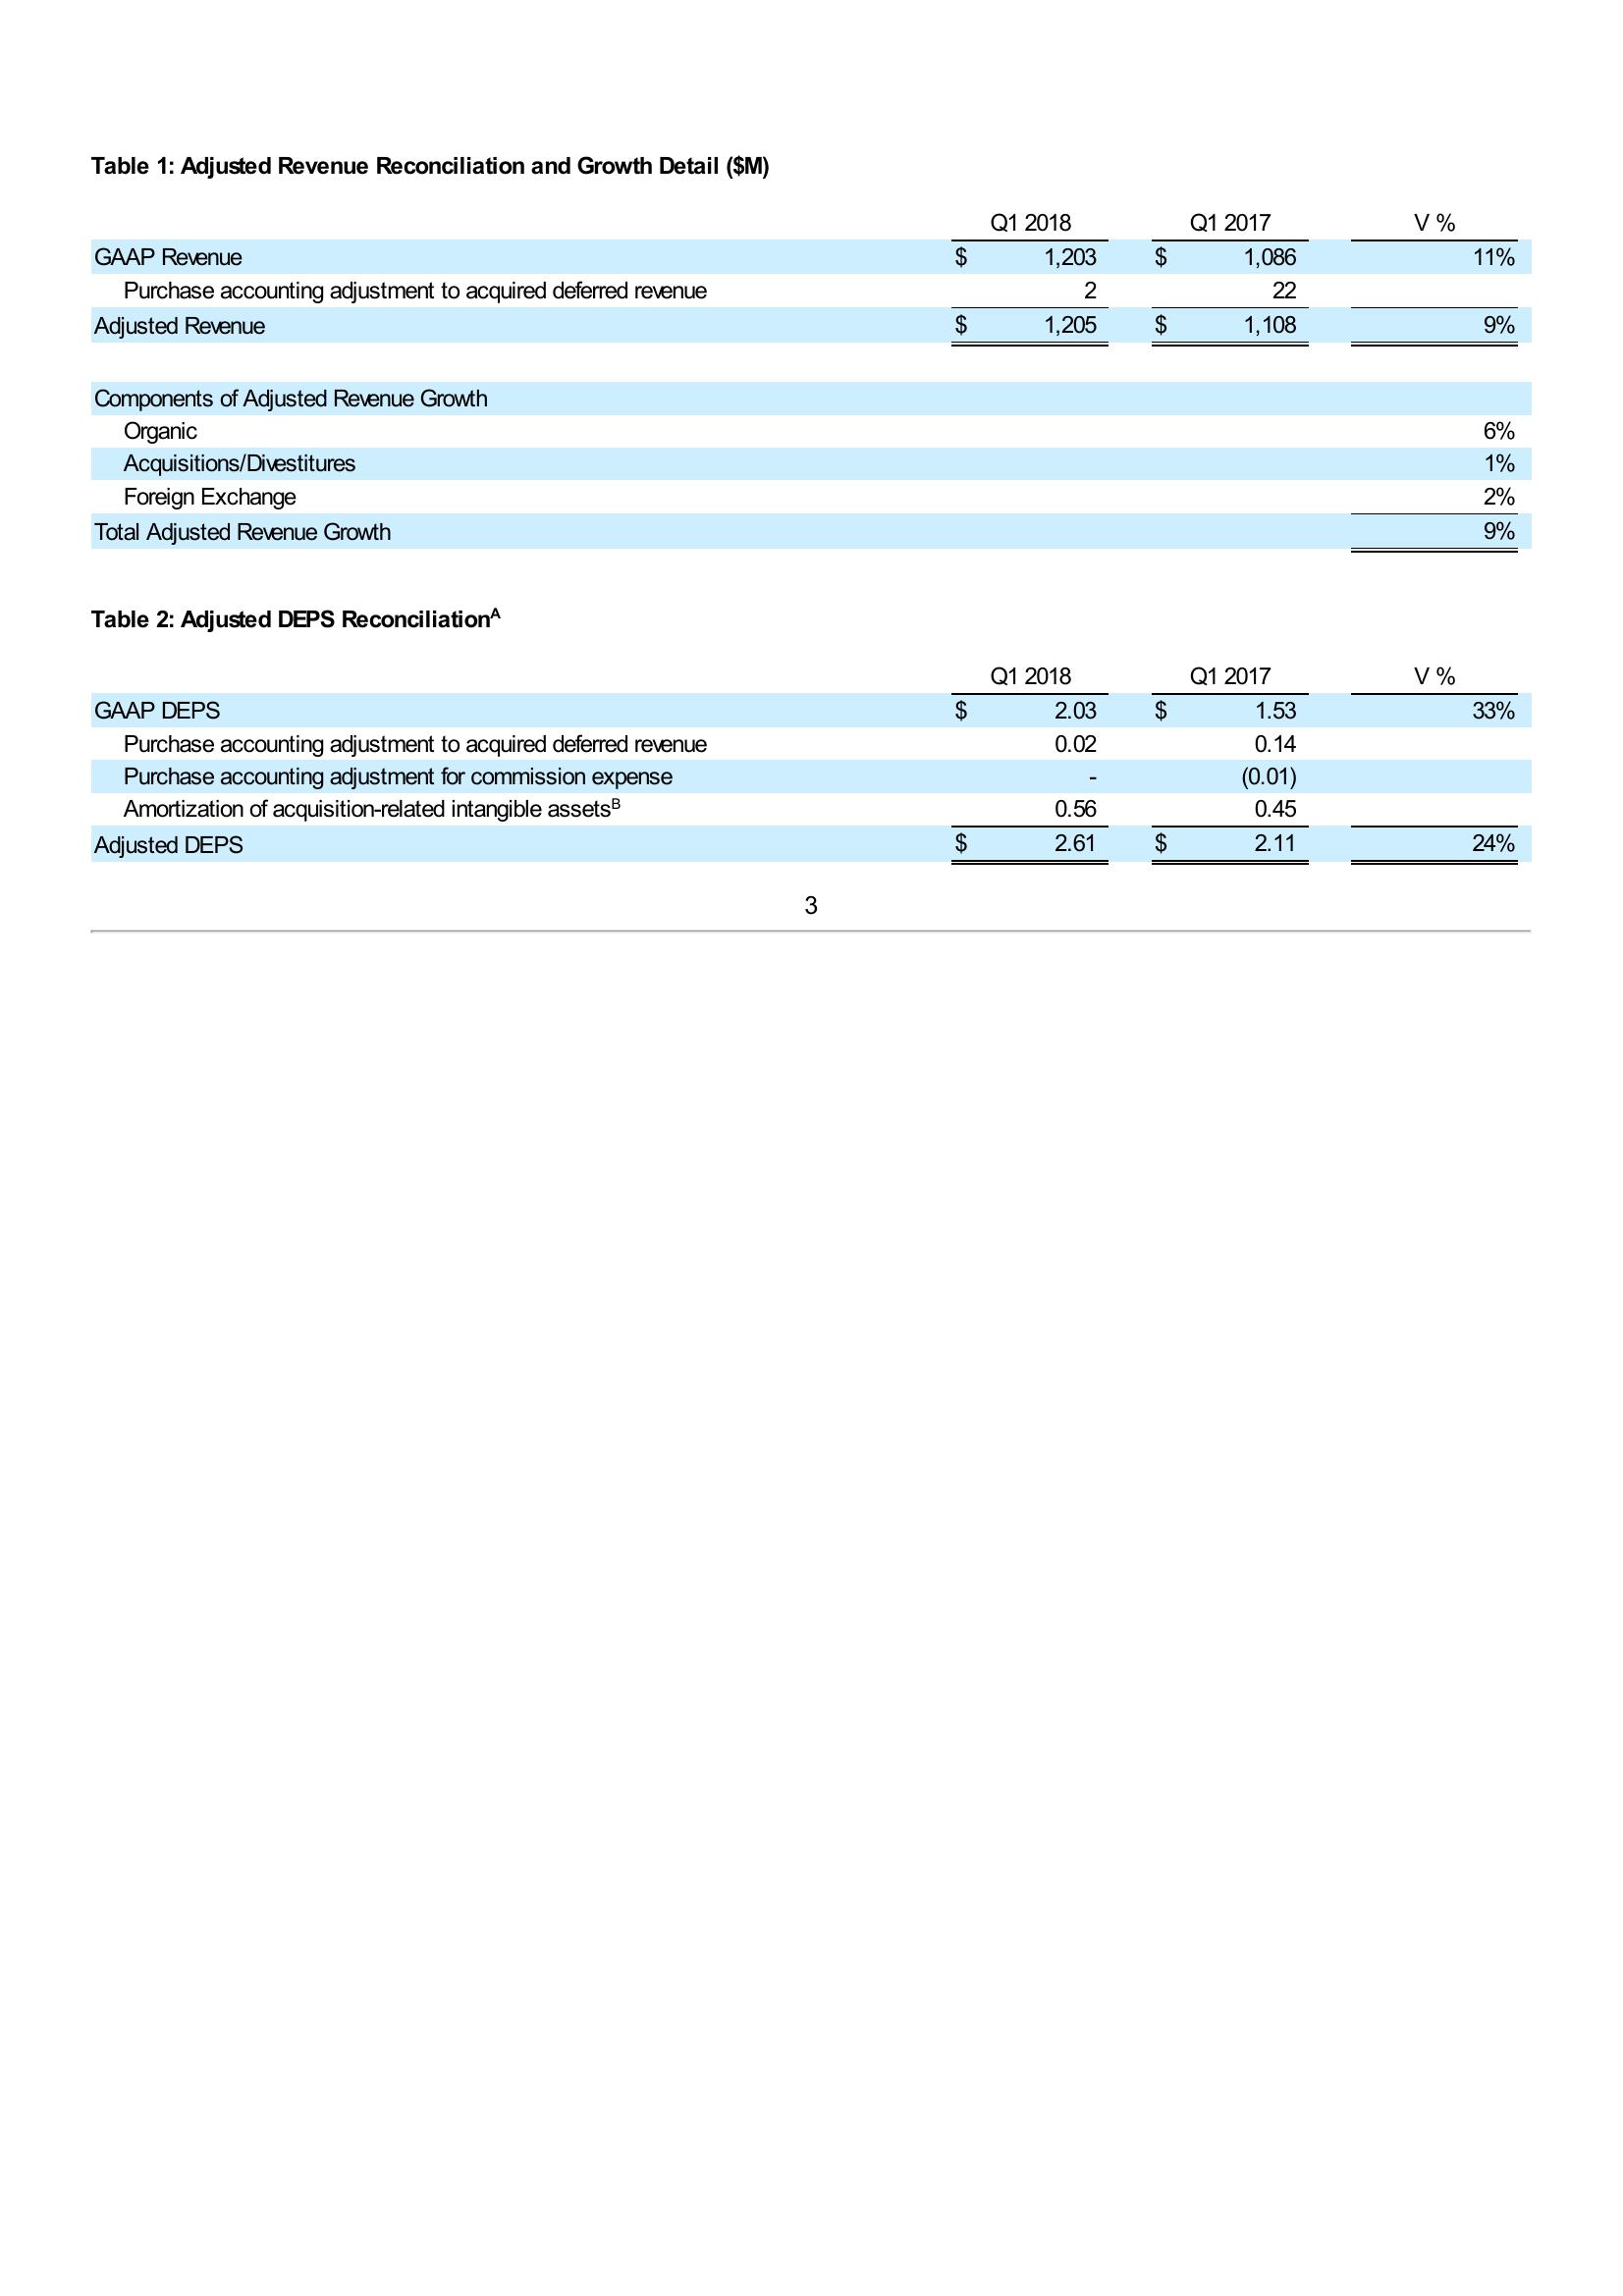 Table 1: Adjusted Revenue Reconciliation and Growth Detail ($M)
Q1 2018 Q1 2017 V %
GAAP Revenue $ 1,203 $ 1,086 11%
Purchase accounting adjustment to acquired deferred revenue 2 22
Adjusted Revenue $ 1,205 $ 1,108 9%
Components of Adjusted Revenue Growth
Organic 6%
Acquisitions/Divestitures 1%
Foreign Exchange 2%
Total Adjusted Revenue Growth 9%
Table 2: Adjusted DEPS Reconciliationᴬ
Q1 2018 Q1 2017 V %
GAAP DEPS $ 2.03 $ 1.53 33%
Purchase accounting adjustment to acquired deferred revenue 0.02 0.14
Purchase accounting adjustment for commission expense - (0.01)
Amortization of acquisition-related intangible assetsᴮ 0.56 0.45
Adjusted DEPS $ 2.61 $ 2.11 24%
3